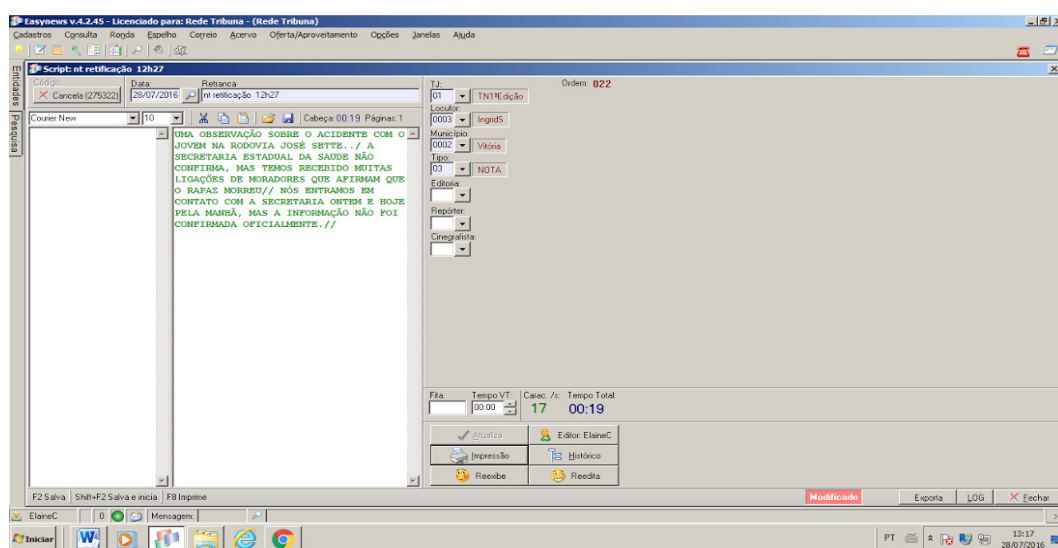 Easynews v.4.2.45 - Licenciado para: Rede Tribuna - (Rede Tribuna)
Cadastros Consulta Ronda Espelho Correio Acervo Oferta/Aproveitamento Opções Janelas Ajuda
Entidades
Pesquisa
Script: nt retificação 12h27
Código: Data: Retranca
Cancela (275322) 28/07/2016 nt retificação 12h27
Courier New 10 Cabeça: 00:19 Páginas: 1
UMA OBSERVAÇÃO SOBRE O ACIDENTE COM O
JOVEM NA RODOVIA JOSÉ SETTE../ A
SECRETARIA ESTADUAL DA SAUDE NÃO
CONFIRMA, MAS TEMOS RECEBIDO MUITAS
LIGAÇÕES DE MORADORES QUE AFIRMAM QUE
O RAPAZ MORREU// NÓS ENTRAMOS EM
CONTATO COM A SECRETARIA ONTEM E HOJE
PELA MANHÃ, MAS A INFORMAÇÃO NÃO FOI
CONFIRMADA OFICIALMENTE.//
TJ: Ordem: 022
01 TN1ªEdição
Locutor:
0003 IngridS
Município:
0002 Vitória
Tipo:
03 NOTA
Editoria:
Repórter:
Cinegrafista:
Fita: Tempo VT: Carac. /s: Tempo Total:
00:00 17 00:19
Atualiza Editor: ElaineC
Impressão Histórico
Reexibe Reedita
F2 Salva Shift+F2 Salva e inicia F8 Imprime Modificado Exporta LOG Fechar
ElaineC 0 Mensagem:
Iniciar PT 13:17
28/07/2016